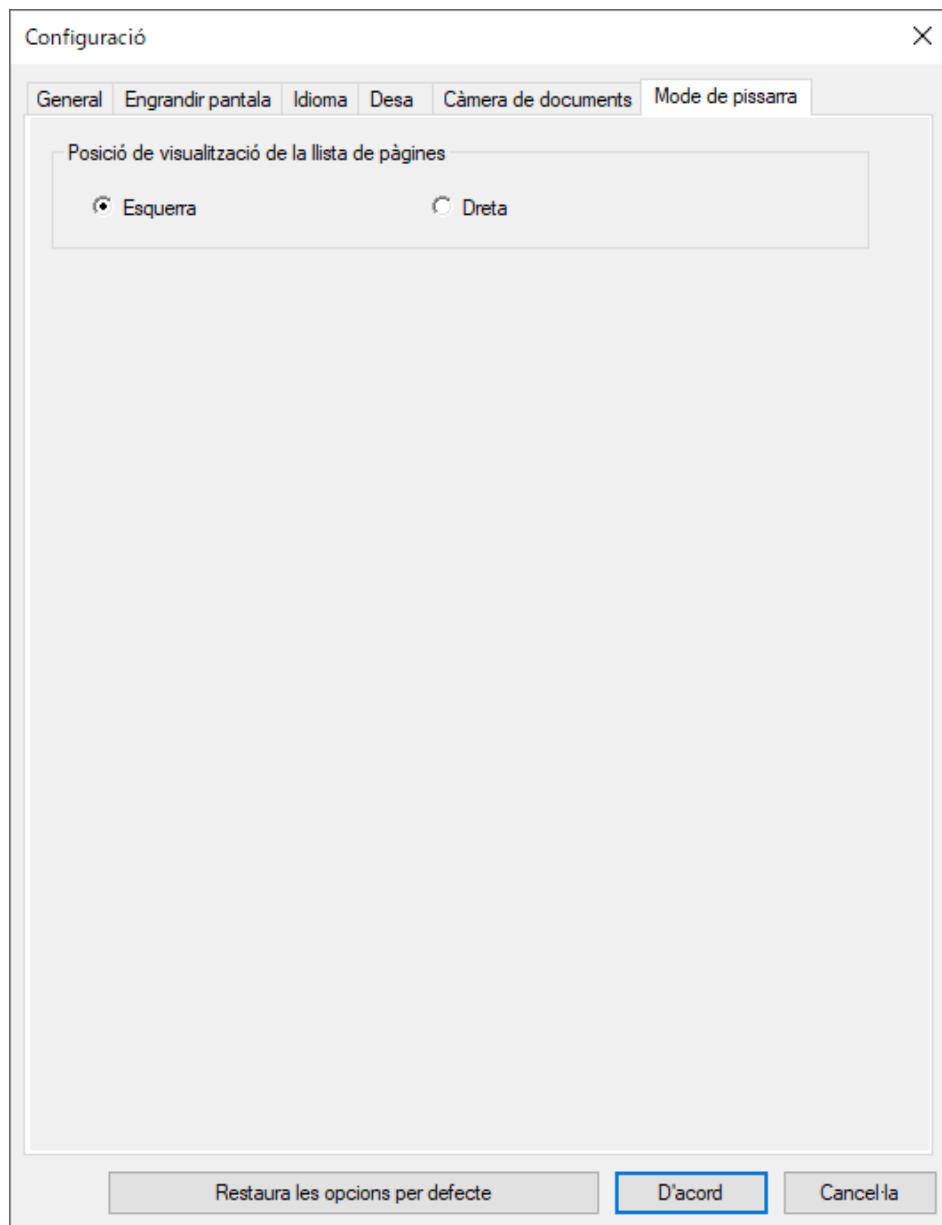 Configuració
General Engrandir pantala Idioma Desa Càmera de documents Mode de pissarra
Posició de visualització de la llista de pàgines
Esquerra Dreta
Restaura les opcions per defecte D'acord Cancel·la